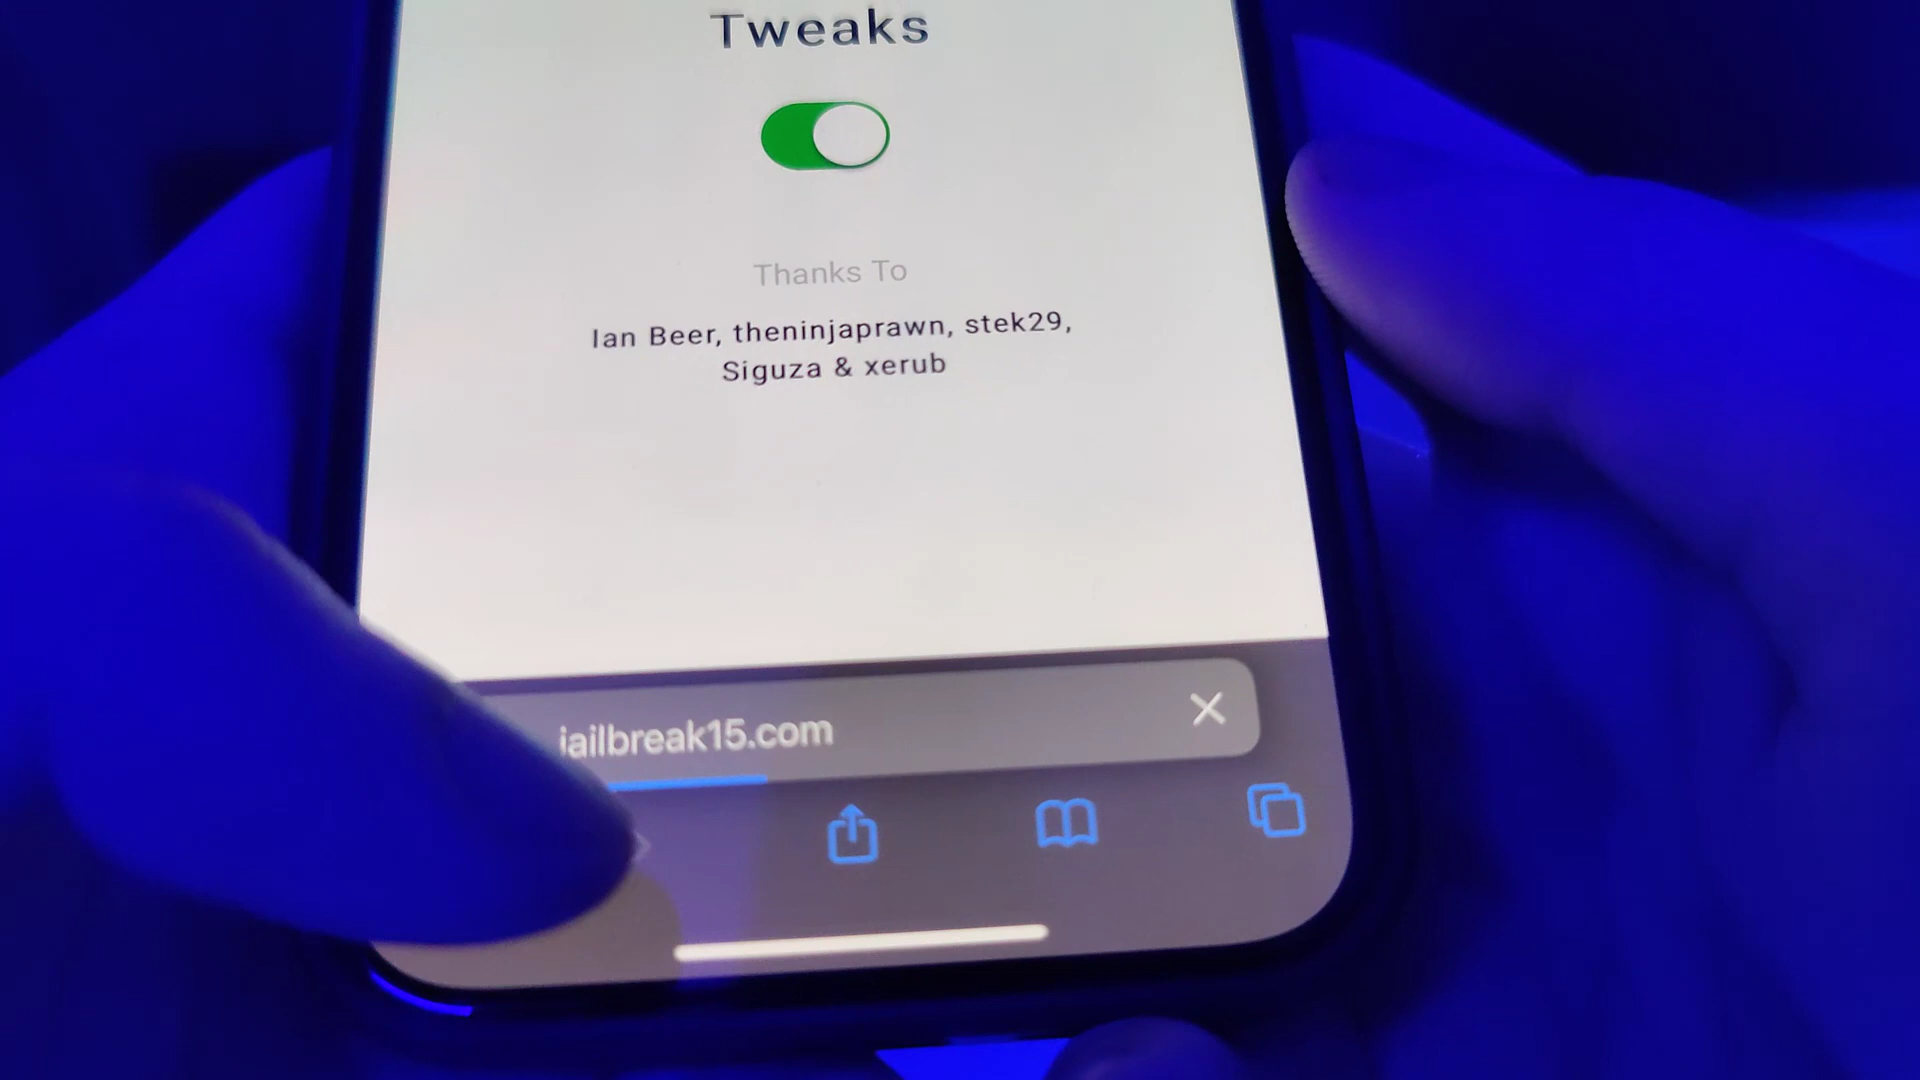 Tweaks
Thanks To
Ian Beer, theninjaprawn, stek29,
Siguza & xerub
jailbreak15.com